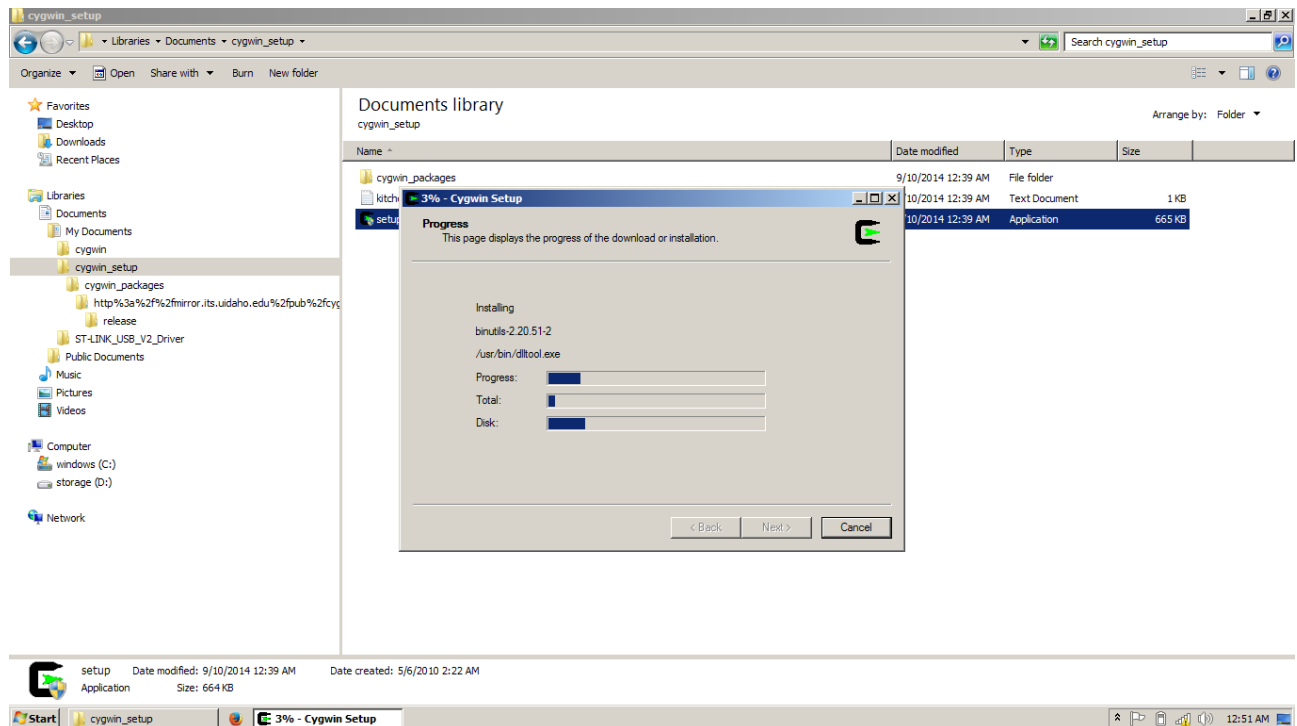 cygwin_setup
Libraries Documents cygwin_setup
Search cygwin_setup
Organize Open Share with Burn New folder
Favorites
Desktop
Downloads
Recent Places
Libraries
Documents
My Documents
cygwin
cygwin_setup
cygwin_packages
http%3a%2f%2fmirror.its.uidaho.edu%2fpub%2fcyg
release
ST-LINK_USB_V2_Driver
Public Documents
Music
Pictures
Videos
Computer
windows (C:)
storage (D:)
Network
Documents library
cygwin_setup
Arrange by: Folder
Name Date modified Type Size
cygwin_packages 9/10/2014 12:39 AM File folder
kitch /10/2014 12:39 AM Text Document 1 KB
setup /10/2014 12:39 AM Application 665 KB
3% - Cygwin Setup
Progress
This page displays the progress of the download or installation.
Installing
binutils-2.20.51-2
/usr/bin/dlltool.exe
Progress:
Total:
Disk:
< Back Next > Cancel
setup Date modified: 9/10/2014 12:39 AM Date created: 5/6/2010 2:22 AM
Application Size: 664 KB
Start cygwin_setup 3% - Cygwin Setup 12:51 AM